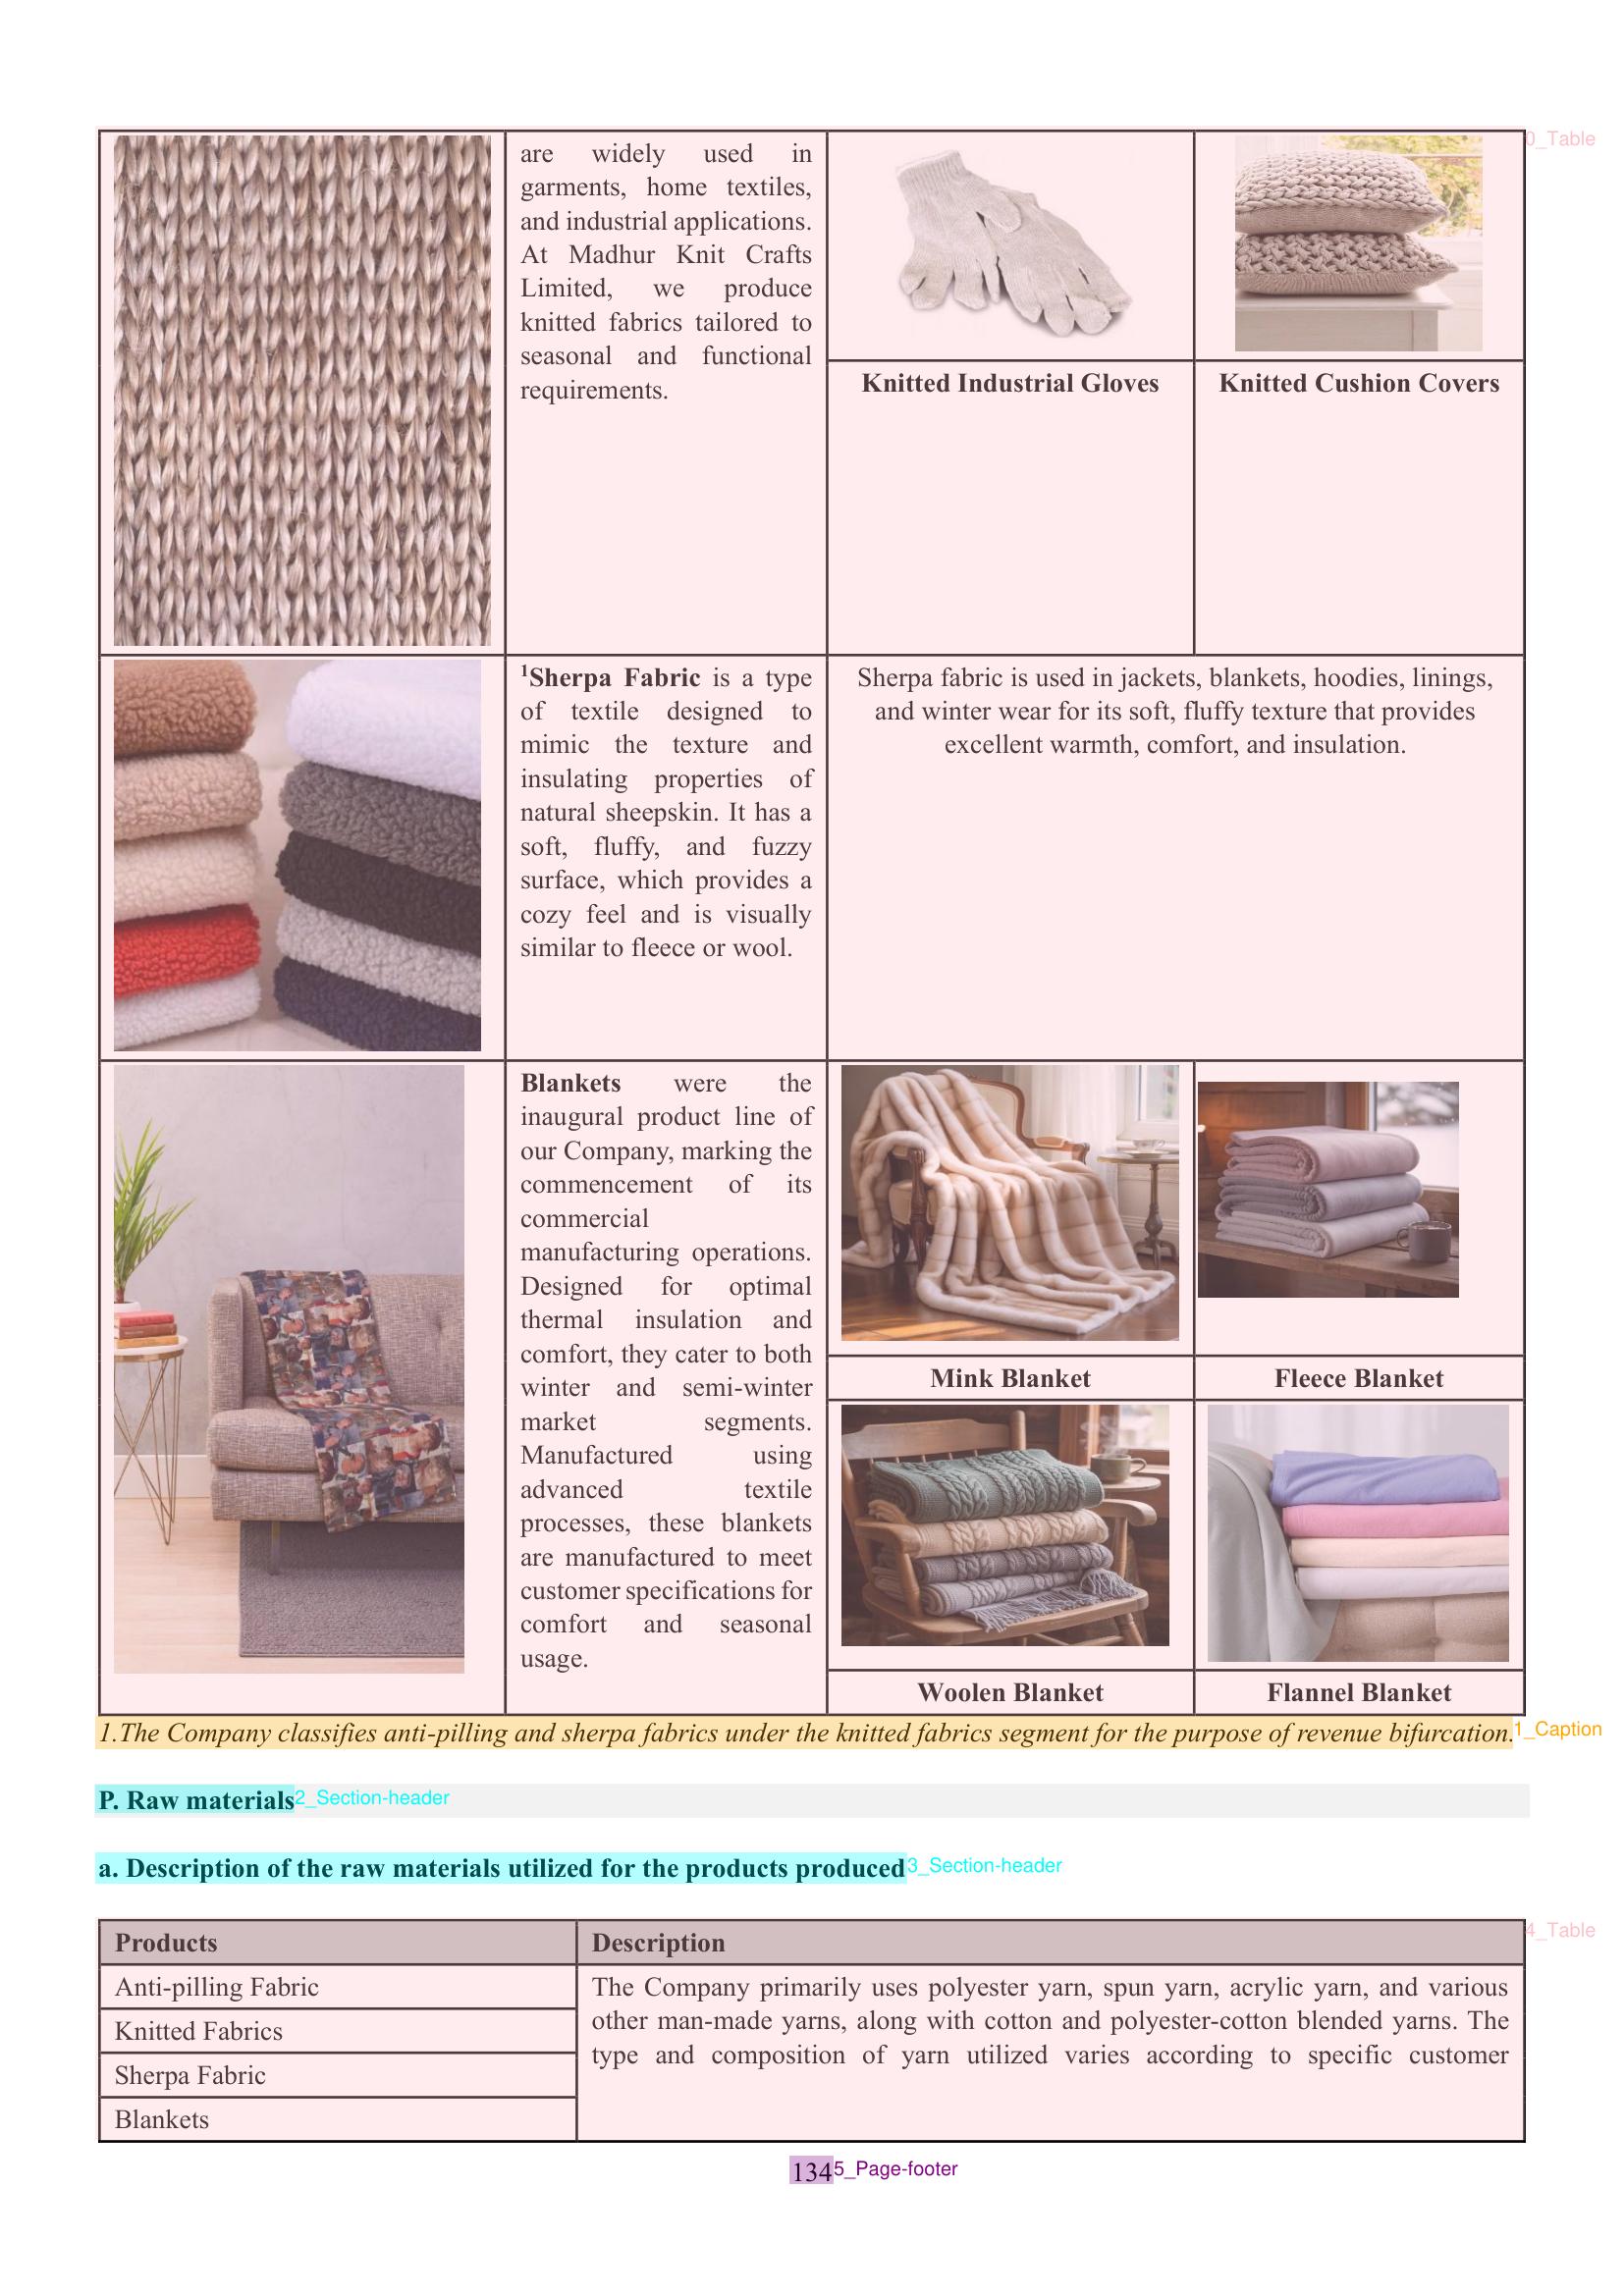 are widely used in
garments, home textiles,
and industrial applications.
At Madhur Knit Crafts
Limited, we produce
knitted fabrics tailored to
seasonal and functional
requirements.
Knitted Industrial Gloves
Knitted Cushion Covers
0_Table
1Sherpa Fabric is a type
of textile designed to
mimic the texture and
insulating properties of
natural sheepskin. It has a
soft, fluffy, and fuzzy
surface, which provides a
cozy feel and is visually
similar to fleece or wool.
Sherpa fabric is used in jackets, blankets, hoodies, linings,
and winter wear for its soft, fluffy texture that provides
excellent warmth, comfort, and insulation.
Blankets were the
inaugural product line of
our Company, marking the
commencement of its
commercial
manufacturing operations.
Designed for optimal
thermal insulation and
comfort, they cater to both
winter and semi-winter
market segments.
Manufactured using
advanced textile
processes, these blankets
are manufactured to meet
customer specifications for
comfort and seasonal
usage.
Mink Blanket
Fleece Blanket
Woolen Blanket
Flannel Blanket
1.The Company classifies anti-pilling and sherpa fabrics under the knitted fabrics segment for the purpose of revenue bifurcation.
1_Caption
P. Raw materials
2_Section-header
a. Description of the raw materials utilized for the products produced
3_Section-header
4_Table
Products
Description
Anti-pilling Fabric
Knitted Fabrics
Sherpa Fabric
Blankets
The Company primarily uses polyester yarn, spun yarn, acrylic yarn, and various
other man-made yarns, along with cotton and polyester-cotton blended yarns. The
type and composition of yarn utilized varies according to specific customer
134
5_Page-footer